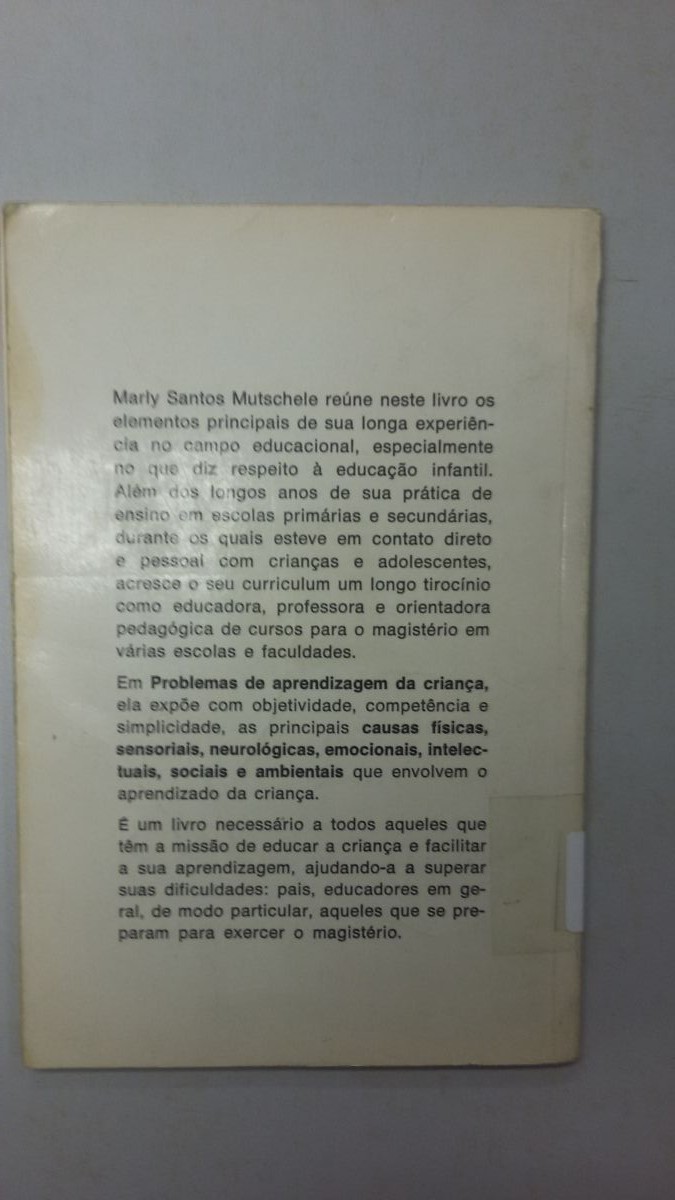 Marly Santos Mutschele reúne neste livro os
elementos principais de sua longa experiên-
cia no campo educacional, especialmente
no que diz respeito à educação infantil.
Além dos longos anos de sua prática de
ensino em escolas primárias e secundárias,
durante os quais esteve em contato direto
e pessoal com crianças e adolescentes,
acresce o seu curriculum um longo tirocínio
como educadora, professora e orientadora
pedagógica de cursos para o magistério em
várias escolas e faculdades.
Em Problemas de aprendizagem da criança,
ela expõe com objetividade, competência e
simplicidade, as principais causas físicas,
sensoriais, neurológicas, emocionais, intelec-
tuais, sociais e ambientais que envolvem o
aprendizado da criança.
É um livro necessário a todos aqueles que
têm a missão de educar a criança e facilitar
a sua aprendizagem, ajudando-a a superar
suas dificuldades: pais, educadores em ge-
ral, de modo particular, aqueles que se pre-
param para exercer o magistério.